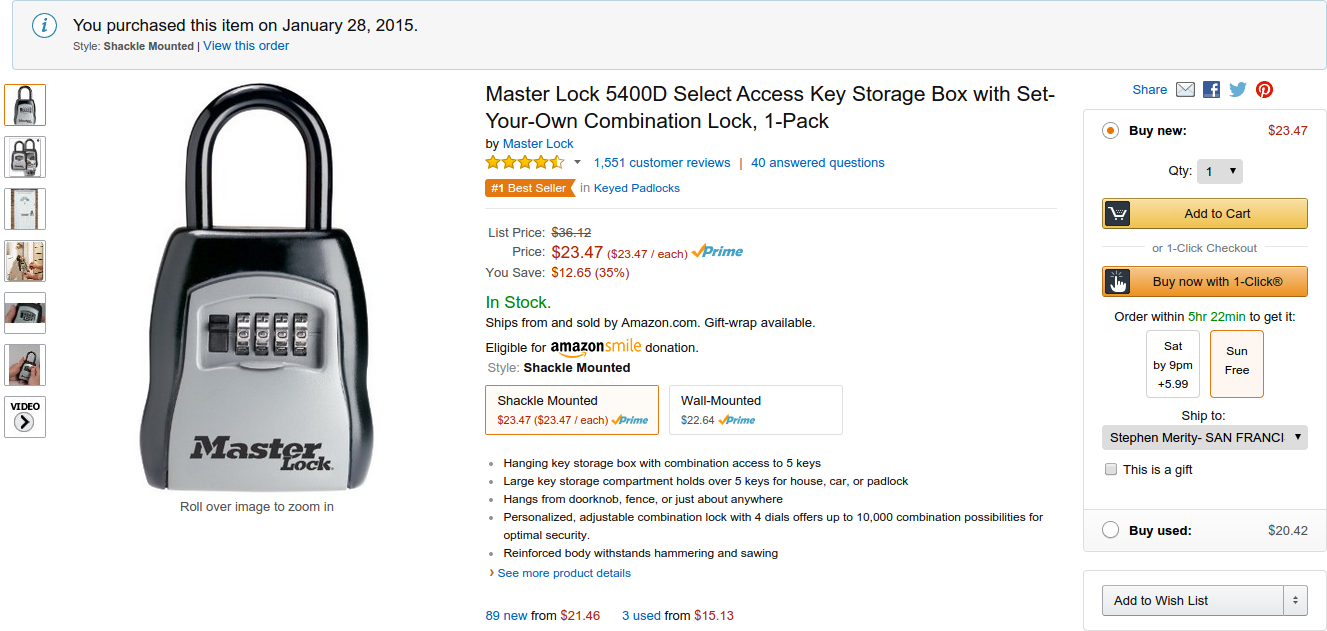 You purchased this item on January 28, 2015.
Style: Shackle Mounted | View this order
VIDEO
Master Lock
Roll over image to zoom in
Master Lock 5400D Select Access Key Storage Box with Set-
Your-Own Combination Lock, 1-Pack
by Master Lock
1,551 customer reviews | 40 answered questions
#1 Best Seller in Keyed Padlocks
List Price: $36.12
Price: $23.47 ($23.47 / each) Prime
You Save: $12.65 (35%)
In Stock.
Ships from and sold by Amazon.com. Gift-wrap available.
Eligible for amazonsmile donation.
Style: Shackle Mounted
Shackle Mounted
$23.47 ($23.47 / each) Prime
Wall-Mounted
$22.64 Prime
Hanging key storage box with combination access to 5 keys
Large key storage compartment holds over 5 keys for house, car, or padlock
Hangs from doorknob, fence, or just about anywhere
Personalized, adjustable combination lock with 4 dials offers up to 10,000 combination possibilities for
optimal security.
Reinforced body withstands hammering and sawing
› See more product details
89 new from $21.46 3 used from $15.13
Share
Buy new: $23.47
Qty: 1
Add to Cart
or 1-Click Checkout
Buy now with 1-Click®
Order within 5hr 22min to get it:
Sat
by 9pm
+5.99
Sun
Free
Ship to:
Stephen Merity- SAN FRANCI
This is a gift
Buy used: $20.42
Add to Wish List